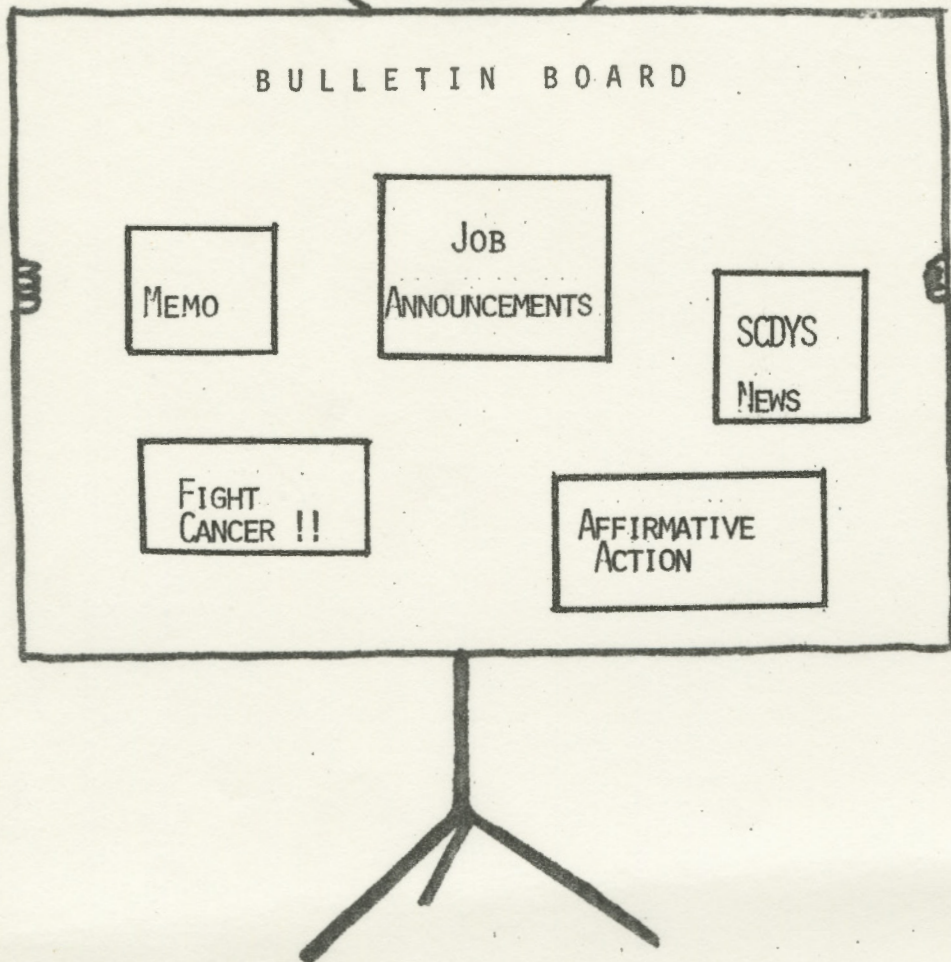 BULLETIN BOARD
JOB
ANNOUNCEMENTS
MEMO
SCDYS
NEWS
FIGHT
CANCER !!
AFFIRMATIVE
ACTION